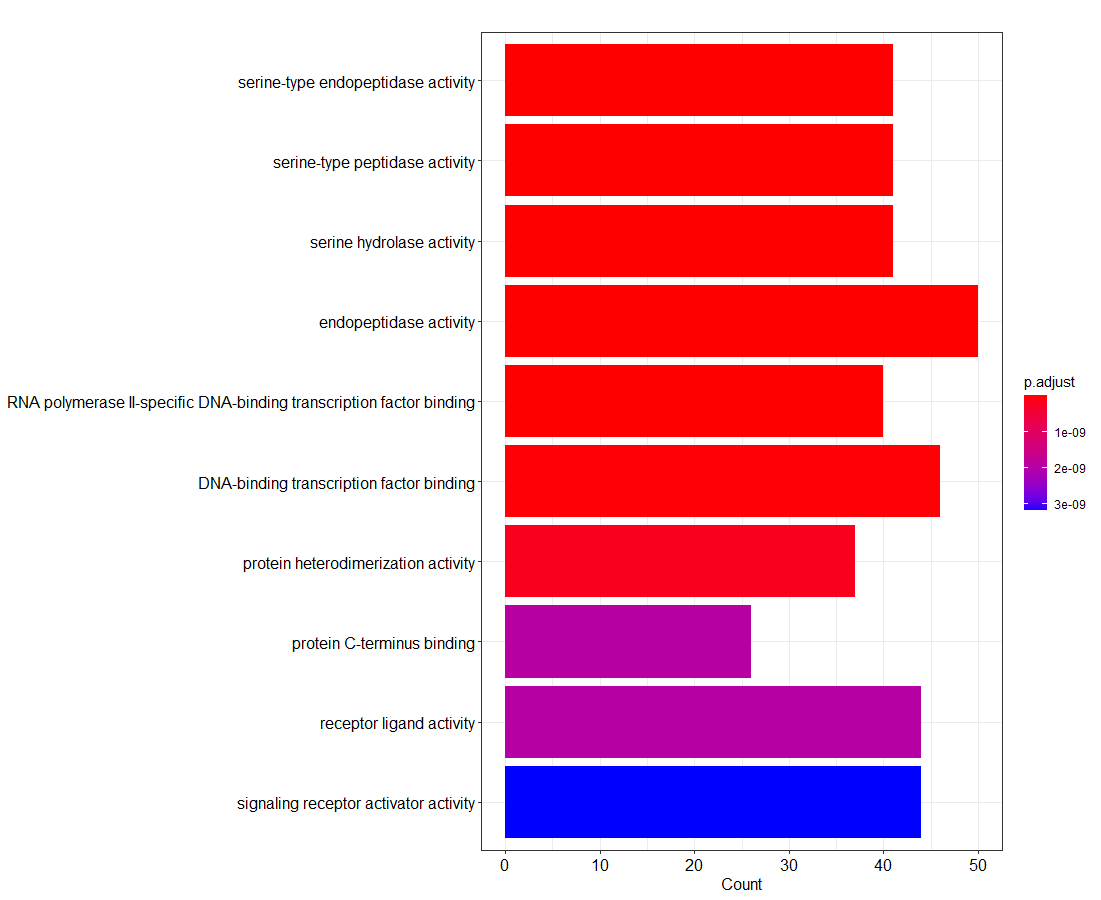 serine-type endopeptidase activity
serine-type peptidase activity
serine hydrolase activity
endopeptidase activity
RNA polymerase II-specific DNA-binding transcription factor binding
DNA-binding transcription factor binding
protein heterodimerization activity
protein C-terminus binding
receptor ligand activity
signaling receptor activator activity
0 10 20 30 40 50
Count
p.adjust
1e-09
2e-09
3e-09